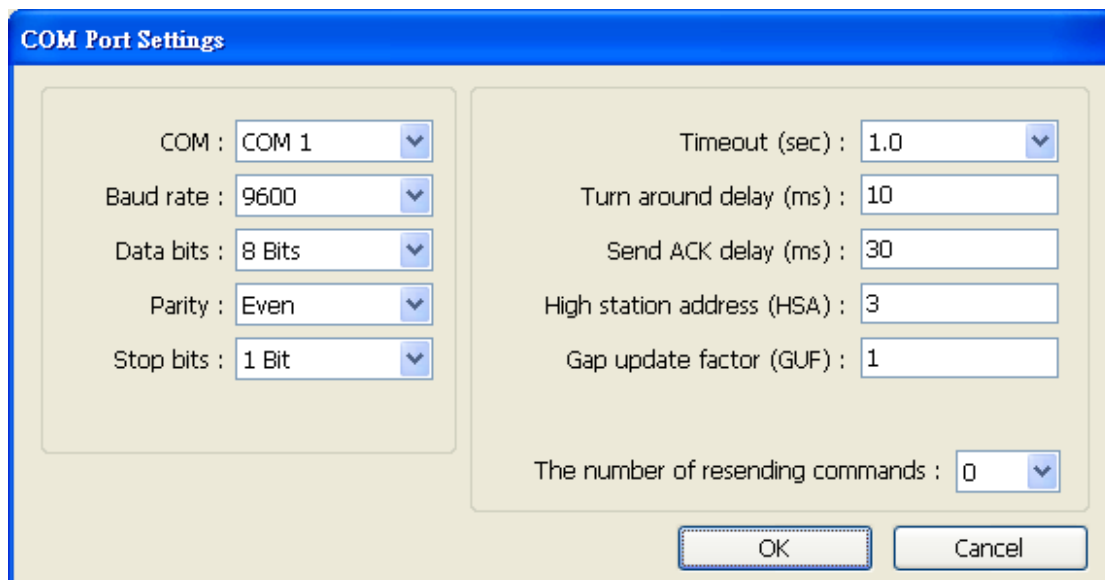 COM Port Settings
COM : COM 1
Baud rate : 9600
Data bits : 8 Bits
Parity : Even
Stop bits : 1 Bit
Timeout (sec) : 1.0
Turn around delay (ms) : 10
Send ACK delay (ms) : 30
High station address (HSA) : 3
Gap update factor (GUF) : 1
The number of resending commands : 0
OK
Cancel